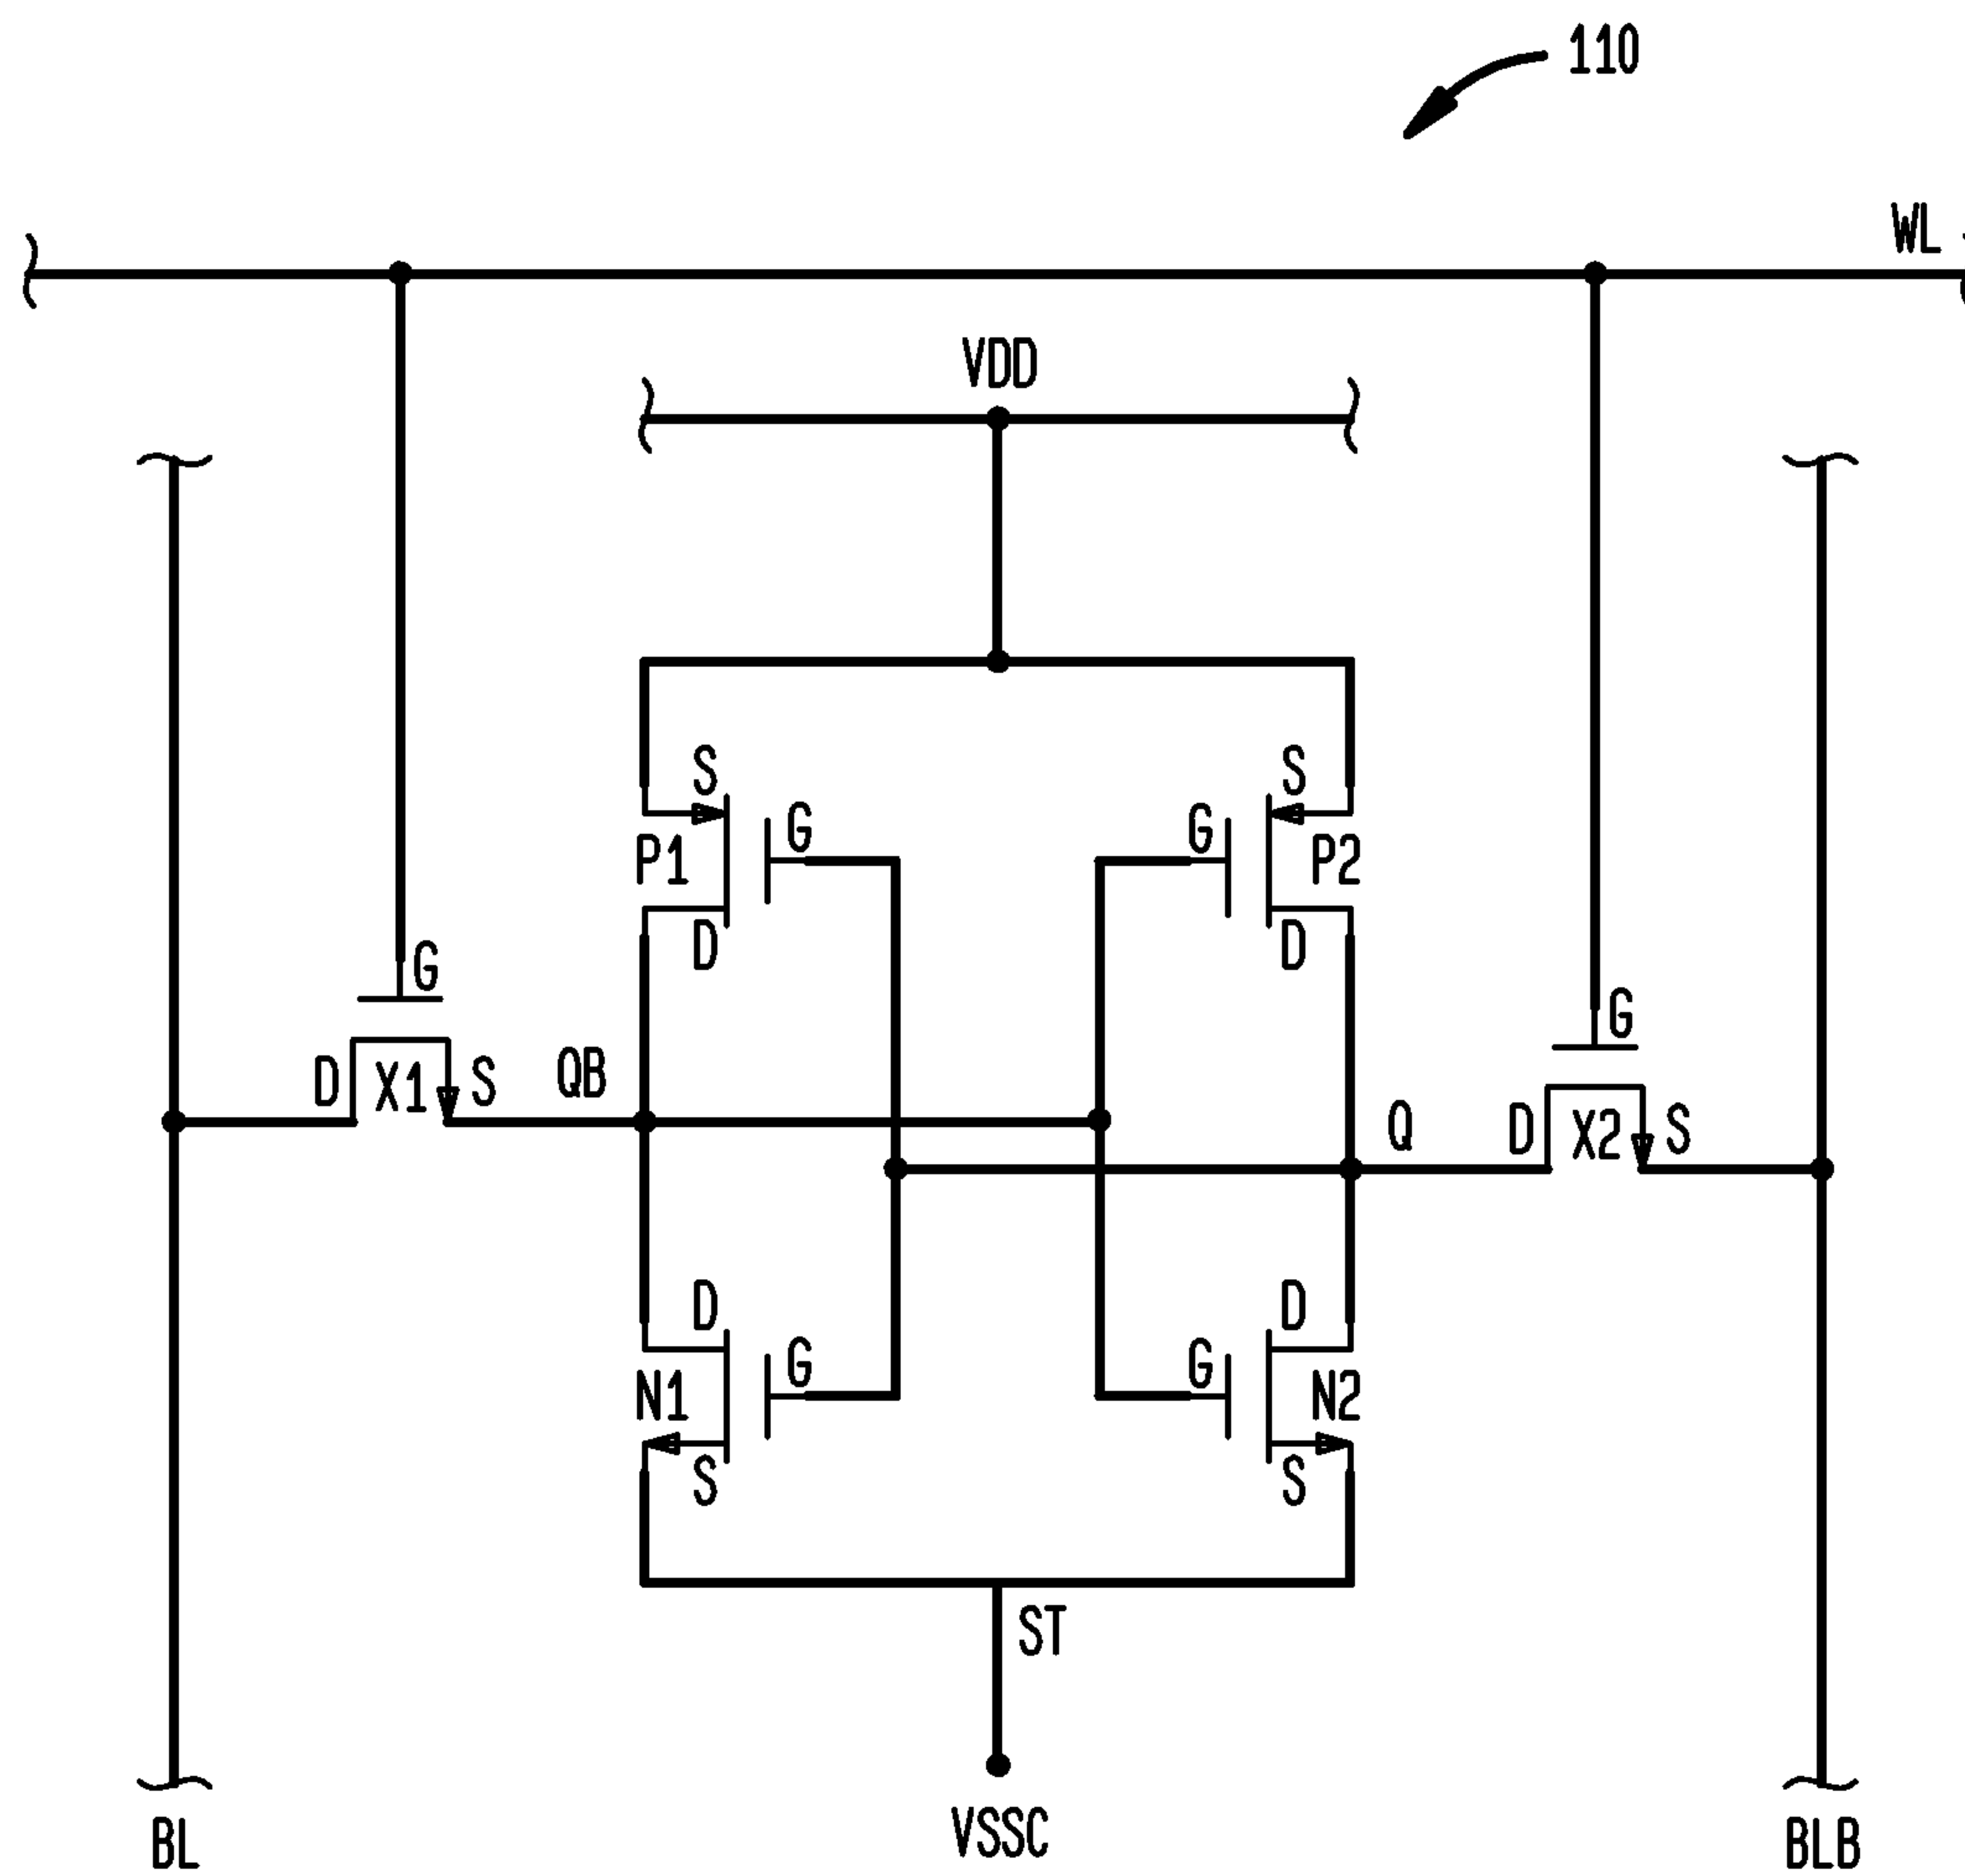 110
WL
VDD
S S
G G
P1 P2
D D
G
G
D X1 S QB
Q D X2 S
D D
G G
N1 N2
S S
ST
VSSC
BL BLB